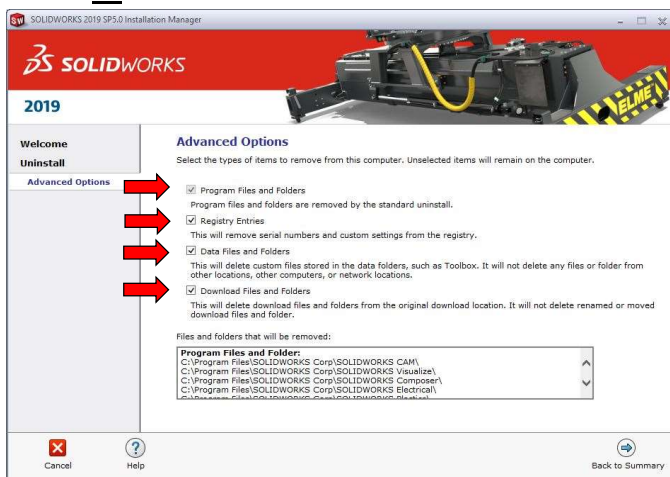 SW SOLIDWORKS 2019 SP5.0 Installation Manager
SOLIDWORKS
ELME
2019
Welcome
Uninstall
Advanced Options
Advanced Options
Select the types of items to remove from this computer. Unselected items will remain on the computer.
Program Files and Folders
Program files and folders are removed by the standard uninstall.
Registry Entries
This will remove serial numbers and custom settings from the registry.
Data Files and Folders
This will delete custom files stored in the data folders, such as Toolbox. It will not delete any files or folder from
other locations, other computers, or network locations.
Download Files and Folders
This will delete download files and folders from the original download location. It will not delete renamed or moved
download files and folder.
Files and folders that will be removed:
Program Files and Folder:
C:\Program Files\SOLIDWORKS Corp\SOLIDWORKS CAM\
C:\Program Files\SOLIDWORKS Corp\SOLIDWORKS Visualize\
C:\Program Files\SOLIDWORKS Corp\SOLIDWORKS Composer\
C:\Program Files\SOLIDWORKS Corp\SOLIDWORKS Electrical\
C:\Program Files\SOLIDWORKS Corp\SOLIDWORKS Plastics\
Cancel
Help
Back to Summary